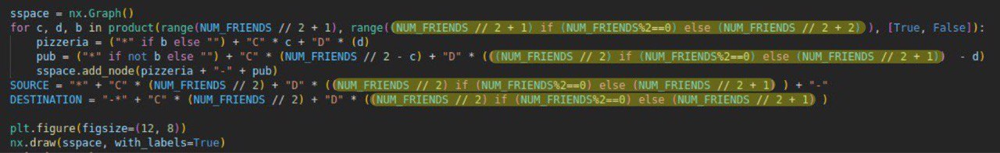 sspace = nx.Graph()
for c, d, b in product(range(NUM_FRIENDS // 2 + 1), range((NUM_FRIENDS // 2 + 1) if (NUM_FRIENDS%2==0) else (NUM_FRIENDS // 2 + 2) ), [True, False]):
    pizzeria = ("*" if b else "") + "C" * c + "D" * (d)
    pub = ("*" if not b else "") + "C" * (NUM_FRIENDS // 2 - c) + "D" * (((NUM_FRIENDS // 2) if (NUM_FRIENDS%2==0) else (NUM_FRIENDS // 2 + 1))  - d)
    sspace.add_node(pizzeria + "-" + pub)
SOURCE = "*" + "C" * (NUM_FRIENDS // 2) + "D" * ((NUM_FRIENDS // 2) if (NUM_FRIENDS%2==0) else (NUM_FRIENDS // 2 + 1) ) + "-"
DESTINATION = "-*" + "C" * (NUM_FRIENDS // 2) + "D" * ((NUM_FRIENDS // 2) if (NUM_FRIENDS%2==0) else (NUM_FRIENDS // 2 + 1) )
plt.figure(figsize=(12, 8))
nx.draw(sspace, with_labels=True)